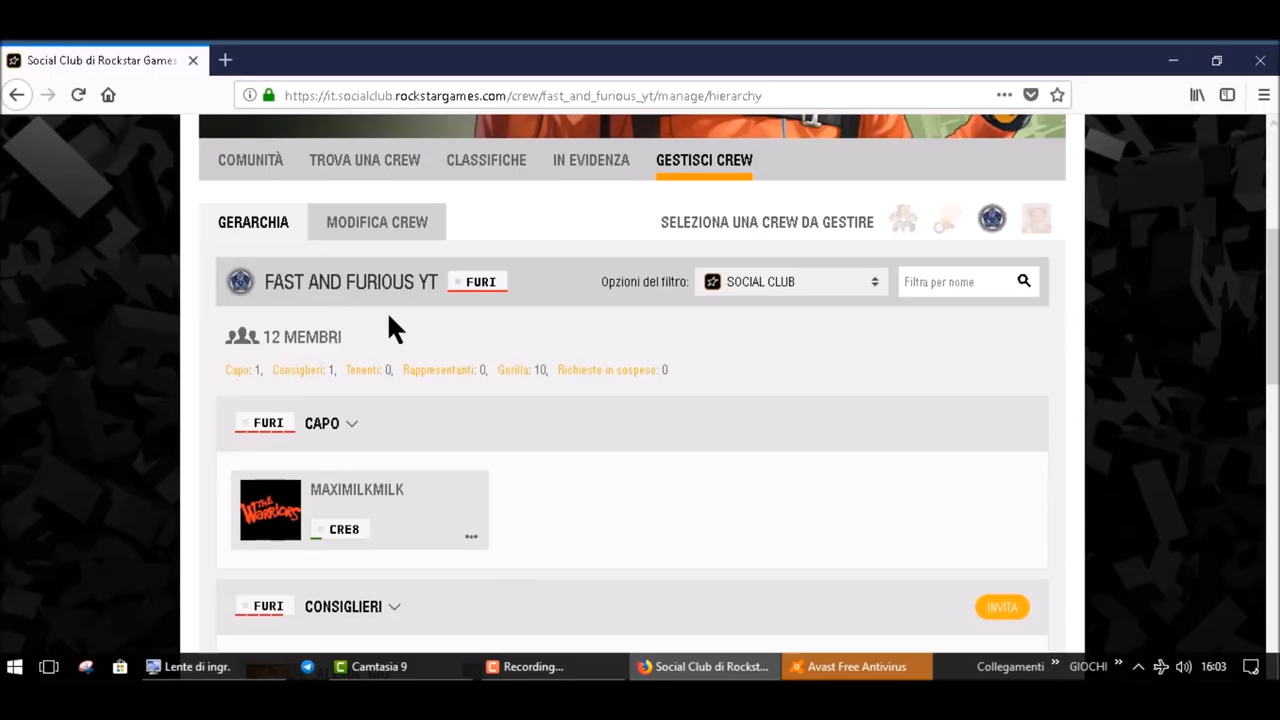 Social Club di Rockstar Games
https://it.socialclub.rockstargames.com/crew/fast_and_furious_yt/manage/hierarchy
COMUNITÀ TROVA UNA CREW CLASSIFICHE IN EVIDENZA GESTISCI CREW
GERARCHIA MODIFICA CREW SELEZIONA UNA CREW DA GESTIRE
FAST AND FURIOUS YT FURI Opzioni del filtro: SOCIAL CLUB Filtra per nome
12 MEMBRI
Capo: 1, Consiglieri: 1, Tenenti: 0, Rappresentanti: 0, Gorilla: 10, Richieste in sospeso: 0
FURI CAPO
THE WARRIORS
MAXIMILKMILK
CRE8
FURI CONSIGLIERI INVITA
Lente di ingr. Camtasia 9 Recording... Social Club di Rockst... Avast Free Antivirus Collegamenti » GIOCHI » 16:03